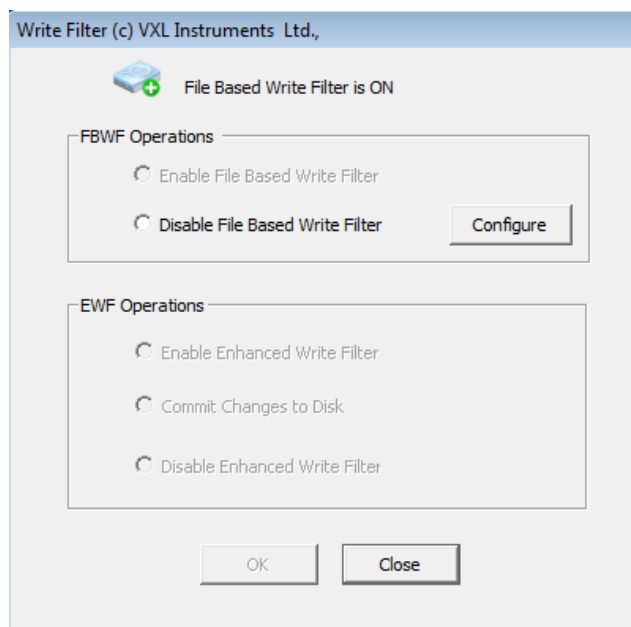 Write Filter (c) VXL Instruments  Ltd.,
File Based Write Filter is ON
FBWF Operations
Enable File Based Write Filter
Disable File Based Write Filter
Configure
EWF Operations
Enable Enhanced Write Filter
Commit Changes to Disk
Disable Enhanced Write Filter
OK
Close